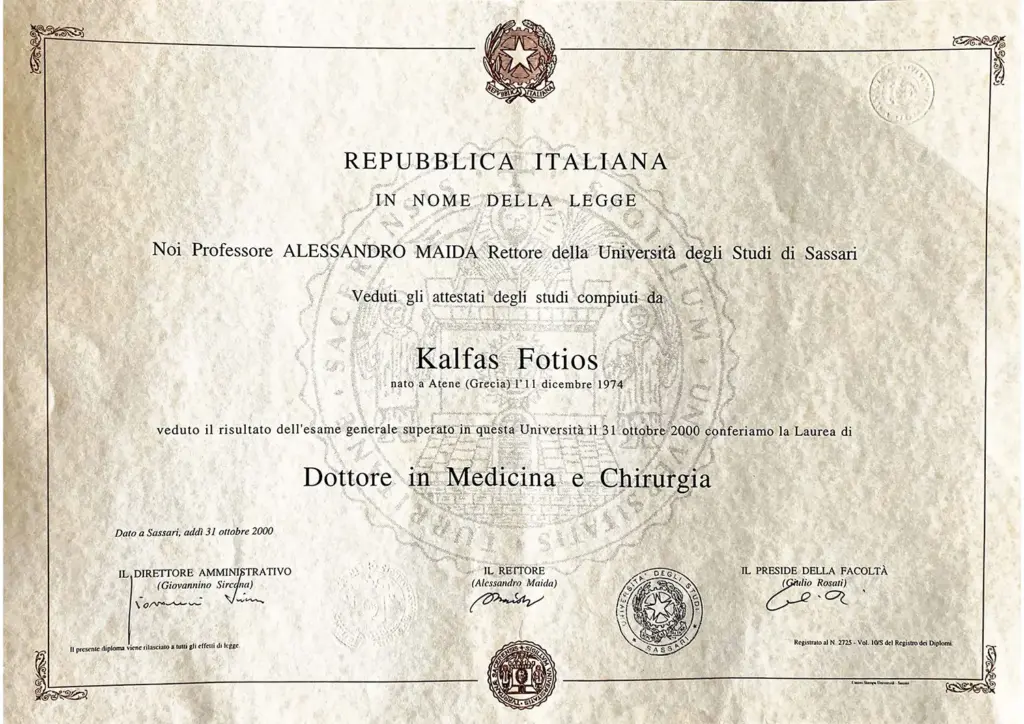 REPVBBLICA ITALIANA
REPUBBLICA ITALIANA
IN NOME DELLA LEGGE
Noi Professore ALESSANDRO MAIDA Rettore della Università degli Studi di Sassari
Veduti gli attestati degli studi compiuti da
Kalfas Fotios
nato a Atene (Grecia) l'11 dicembre 1974
veduto il risultato dell'esame generale superato in questa Università il 31 ottobre 2000 conferiamo la Laurea di
Dottore in Medicina e Chirurgia
Dato a Sassari, addì 31 ottobre 2000
IL DIRETTORE AMMINISTRATIVO
(Giovannino Sircana)
IL RETTORE
(Alessandro Maida)
UNIVERSITA' DEGLI STUDI
SASSARI
IL PRESIDE DELLA FACOLTÀ
(Giulio Rosati)
Il presente diploma viene rilasciato a tutti gli effetti di legge.
Registrato al N. 2725 - Vol. 10/S del Registro dei Diplomi